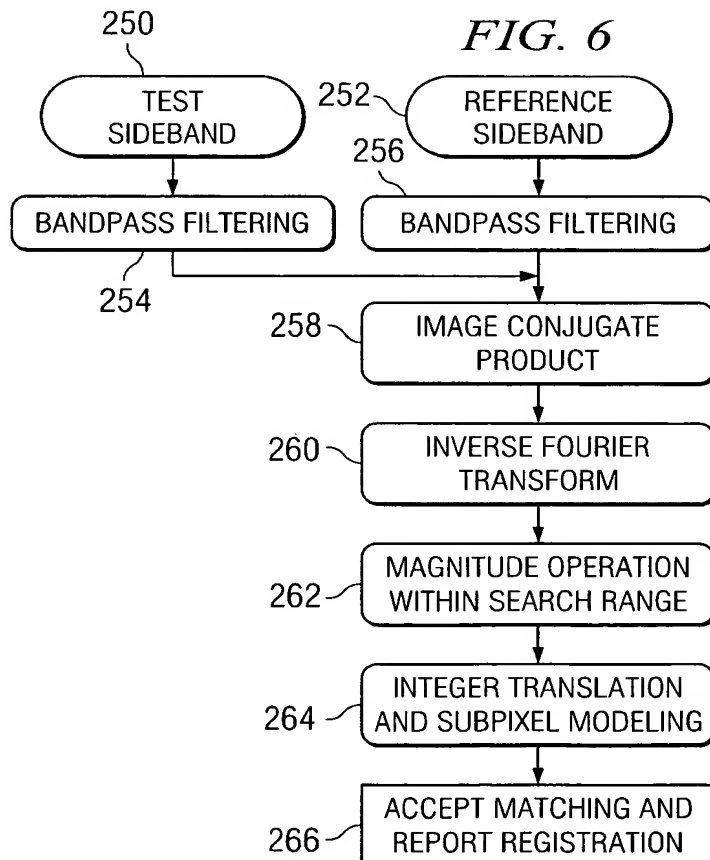 FIG. 6
250
TEST
SIDEBAND
252
REFERENCE
SIDEBAND
BANDPASS FILTERING
254
256
BANDPASS FILTERING
258
IMAGE CONJUGATE
PRODUCT
260
INVERSE FOURIER
TRANSFORM
262
MAGNITUDE OPERATION
WITHIN SEARCH RANGE
264
INTEGER TRANSLATION
AND SUBPIXEL MODELING
266
ACCEPT MATCHING AND
REPORT REGISTRATION